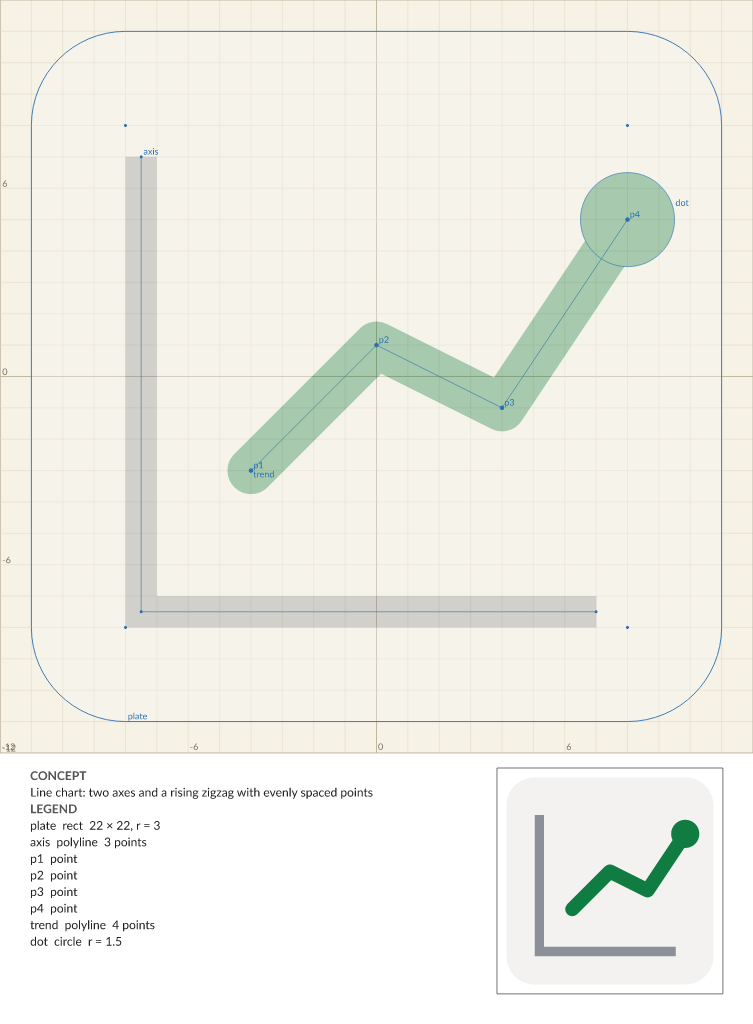 axis
6
p4
dot
p2
0
p3
p1
trend
-6
plate
-12
-6
0
6
CONCEPT
Line chart: two axes and a rising zigzag with evenly spaced points
LEGEND
plate rect 22 × 22, r = 3
axis polyline 3 points
p1 point
p2 point
p3 point
p4 point
trend polyline 4 points
dot circle r = 1.5